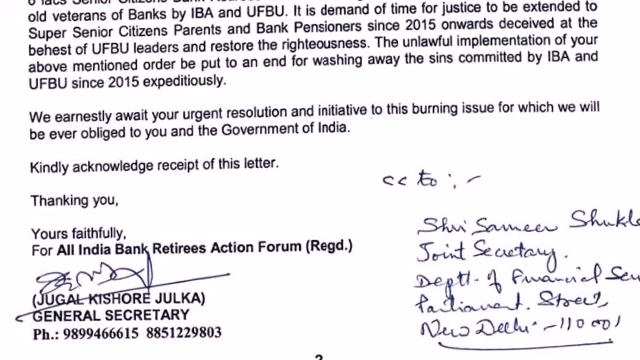 old veterans of Banks by IBA and UFBU. It is demand of time for justice to be extended to
Super Senior Citizens Parents and Bank Pensioners since 2015 onwards deceived at the
behest of UFBU leaders and restore the righteousness. The unlawful implementation of your
above mentioned order be put to an end for washing away the sins committed by IBA and
UFBU since 2015 expeditiously.
We earnestly await your urgent resolution and initiative to this burning issue for which we will
be ever obliged to you and the Government of India.
Kindly acknowledge receipt of this letter.
Thanking you,
Yours faithfully,
For All India Bank Retirees Action Forum (Regd.)
(JUGAL KISHORE JULKA)
GENERAL SECRETARY
Ph.: 9899466615 8851229803
cc to :-
Shri Sameer
Joint Secretary.
Deptt. of Financial
Parliament Street,
New Delhi -110001